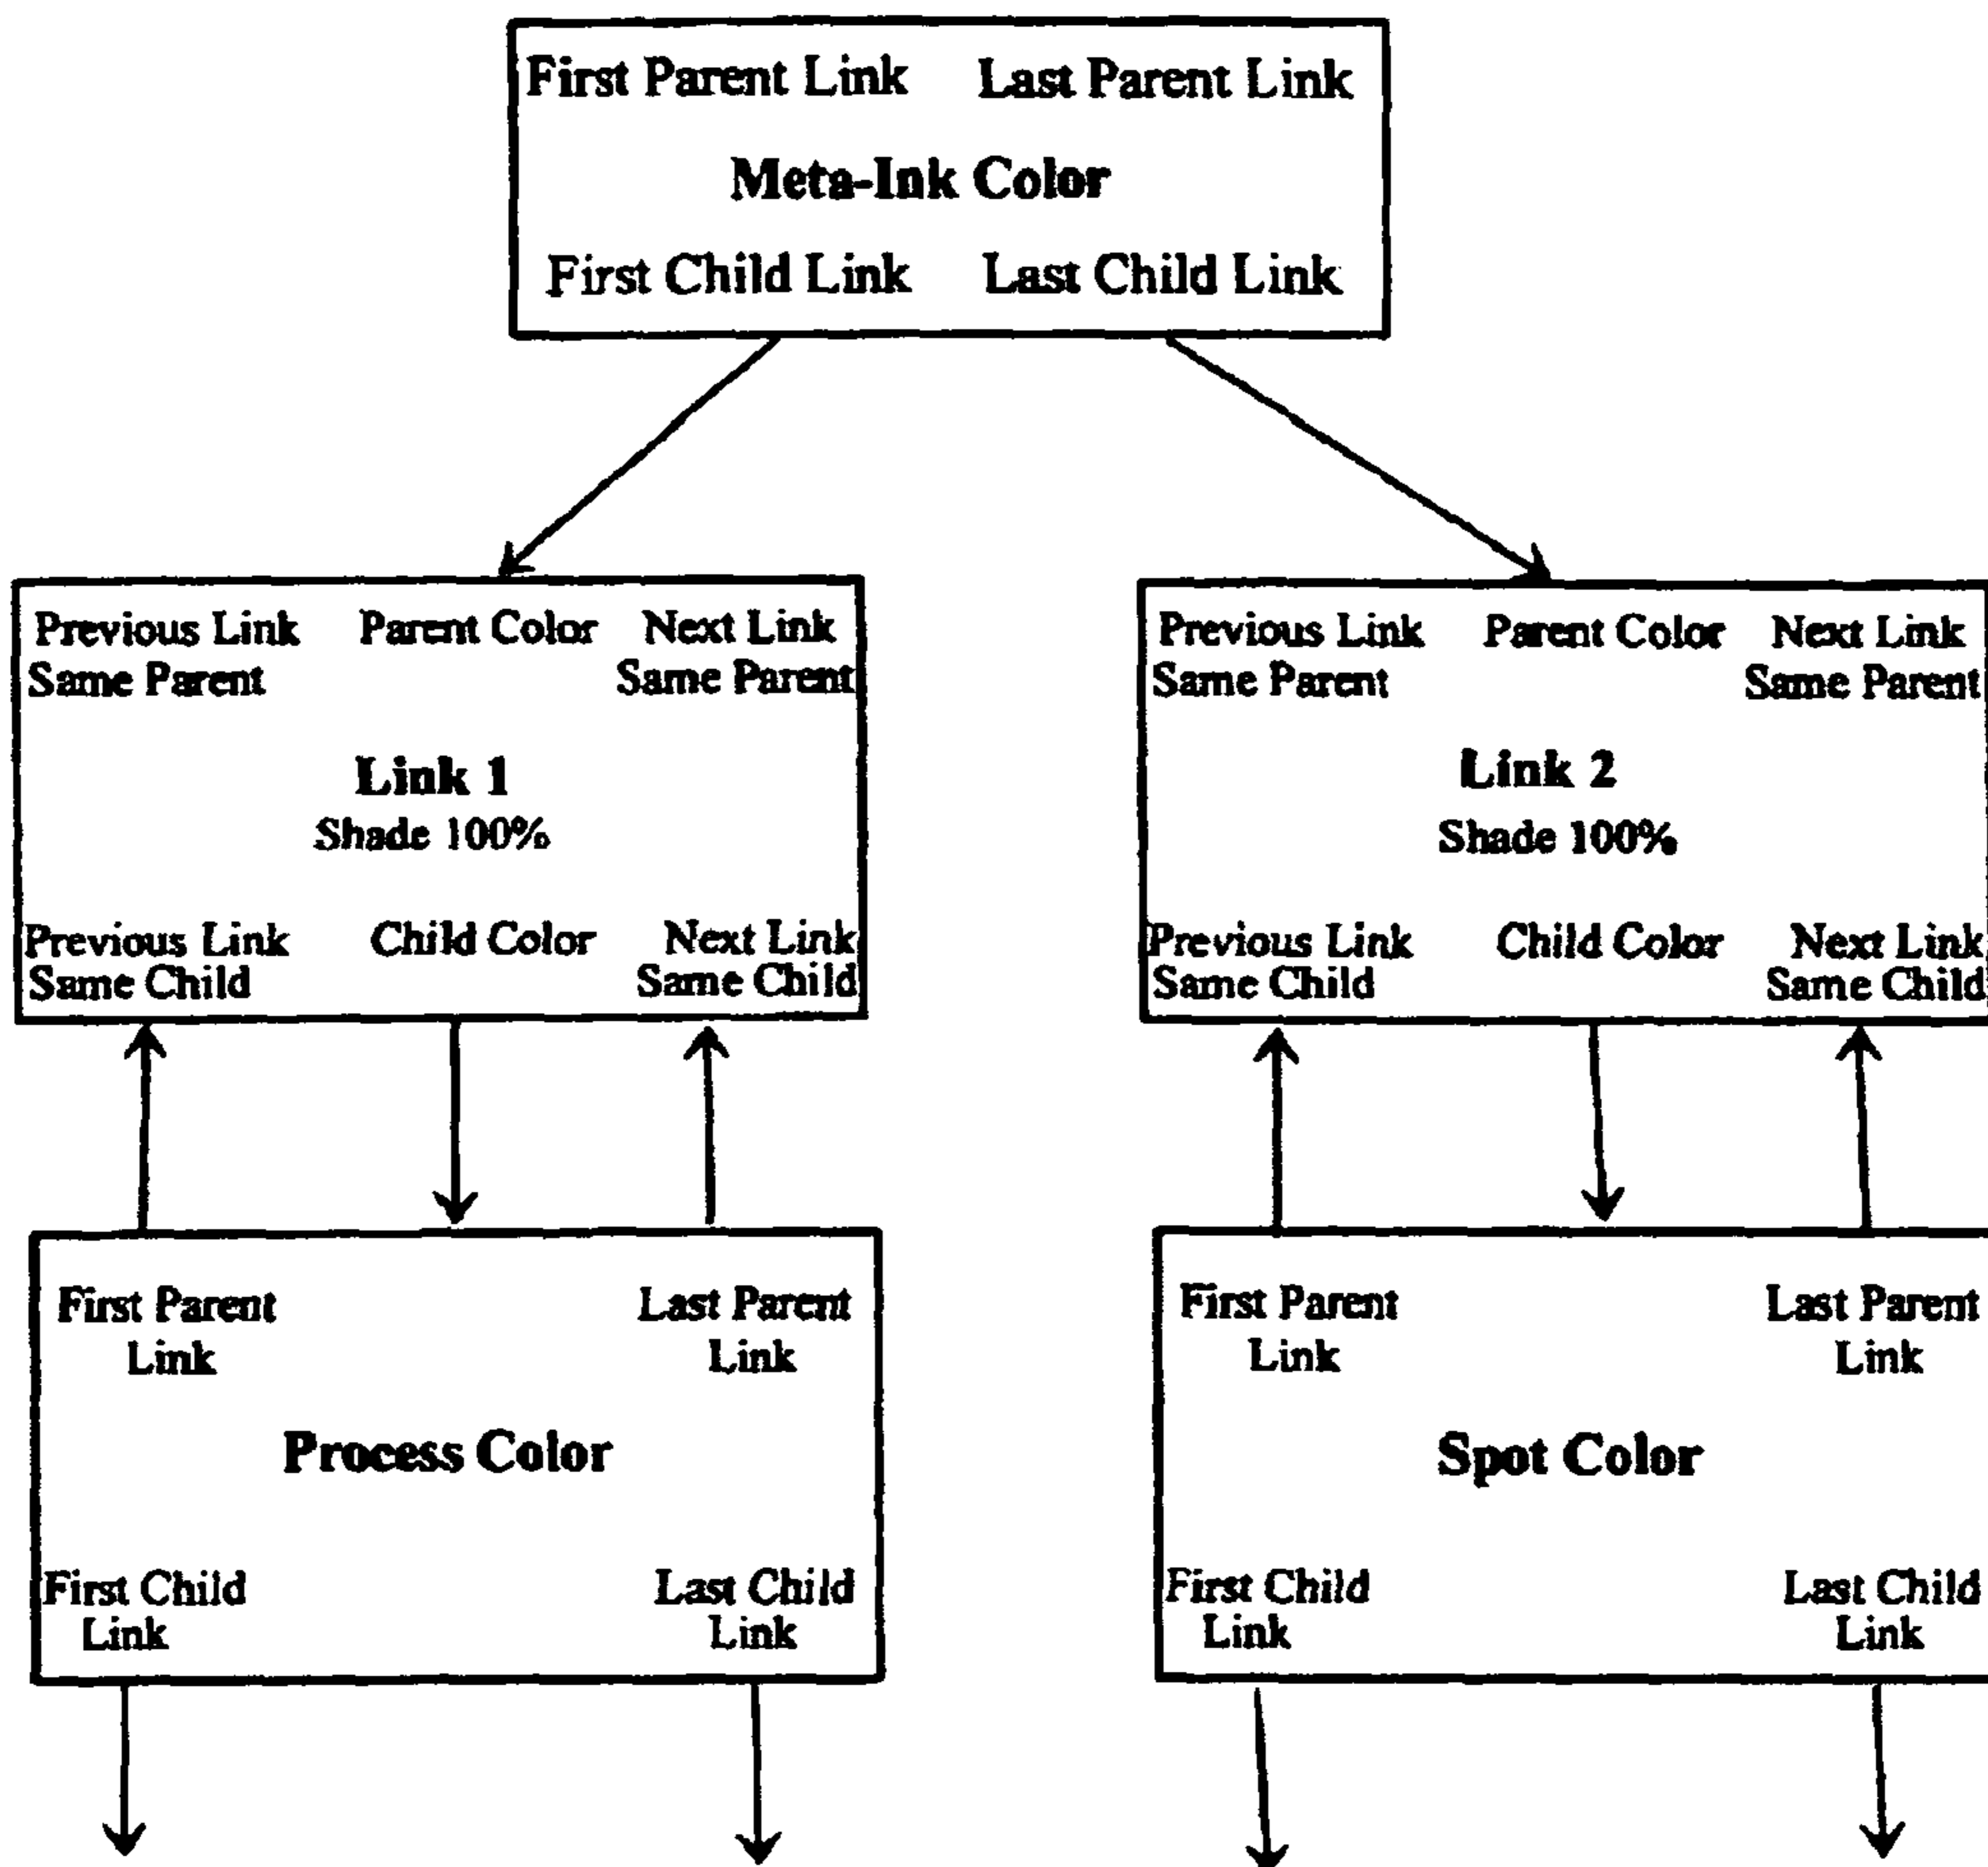 First Parent Link Last Parent Link
Meta-Ink Color
First Child Link Last Child Link
Previous Link Parent Color Next Link
Same Parent Same Parent
Link 1
Shade 100%
Previous Link Child Color Next Link
Same Child Same Child
Previous Link Parent Color Next Link
Same Parent Same Parent
Link 2
Shade 100%
Previous Link Child Color Next Link
Same Child Same Child
First Parent Last Parent
Link Link
Process Color
First Child Last Child
Link Link
First Parent Last Parent
Link Link
Spot Color
First Child Last Child
Link Link